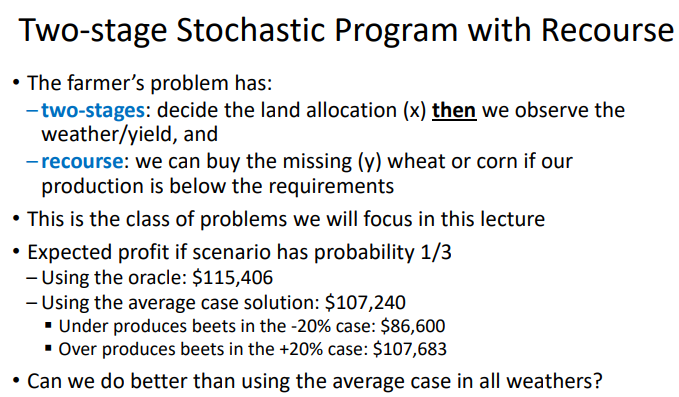 Two-stage Stochastic Program with Recourse
• The farmer's problem has:
–two-stages: decide the land allocation (x) then we observe the
weather/yield, and
–recourse: we can buy the missing (y) wheat or corn if our
production is below the requirements
• This is the class of problems we will focus in this lecture
• Expected profit if scenario has probability 1/3
– Using the oracle: $115,406
– Using the average case solution: $107,240
▪ Under produces beets in the -20% case: $86,600
▪ Over produces beets in the +20% case: $107,683
• Can we do better than using the average case in all weathers?